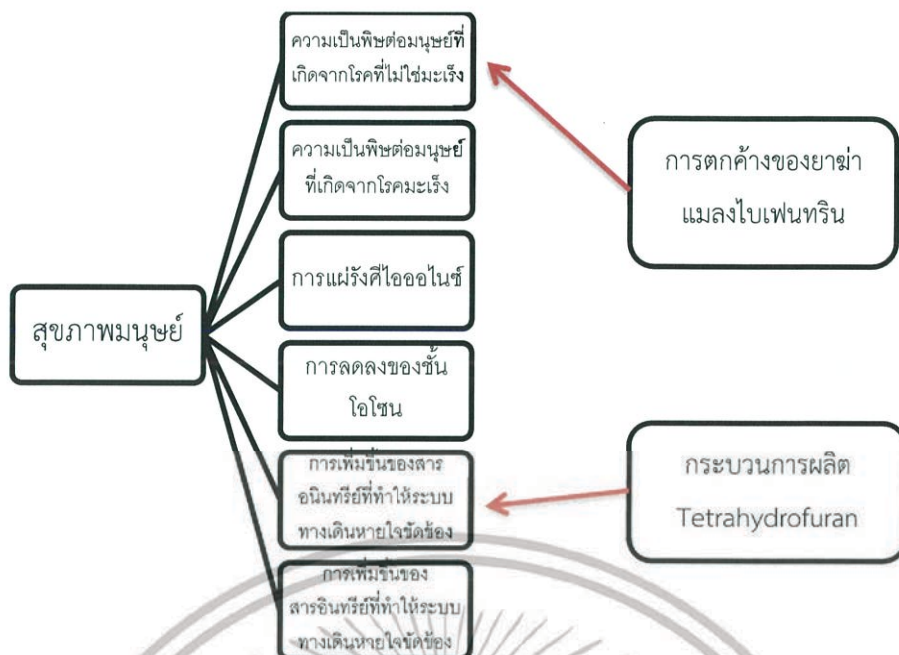 ความเป็นพิษต่อมนุษย์ที่
เกิดจากโรคที่ไม่ใช่มะเร็ง
ความเป็นพิษต่อมนุษย์
ที่เกิดจากโรคมะเร็ง
การแผ่รังศีไอออไนซ์
การลดลงของชั้น
โอโซน
การเพิ่มขึ้นของสาร
อนินทรีย์ที่ทำให้ระบบ
ทางเดินหายใจขัดข้อง
การเพิ่มขึ้นของ
สารอินทรีย์ที่ทำให้ระบบ
ทางเดินหายใจขัดข้อง
สุขภาพมนุษย์
การตกค้างของยาฆ่า
แมลงไบเฟนทริน
กระบวนการผลิต
Tetrahydrofuran